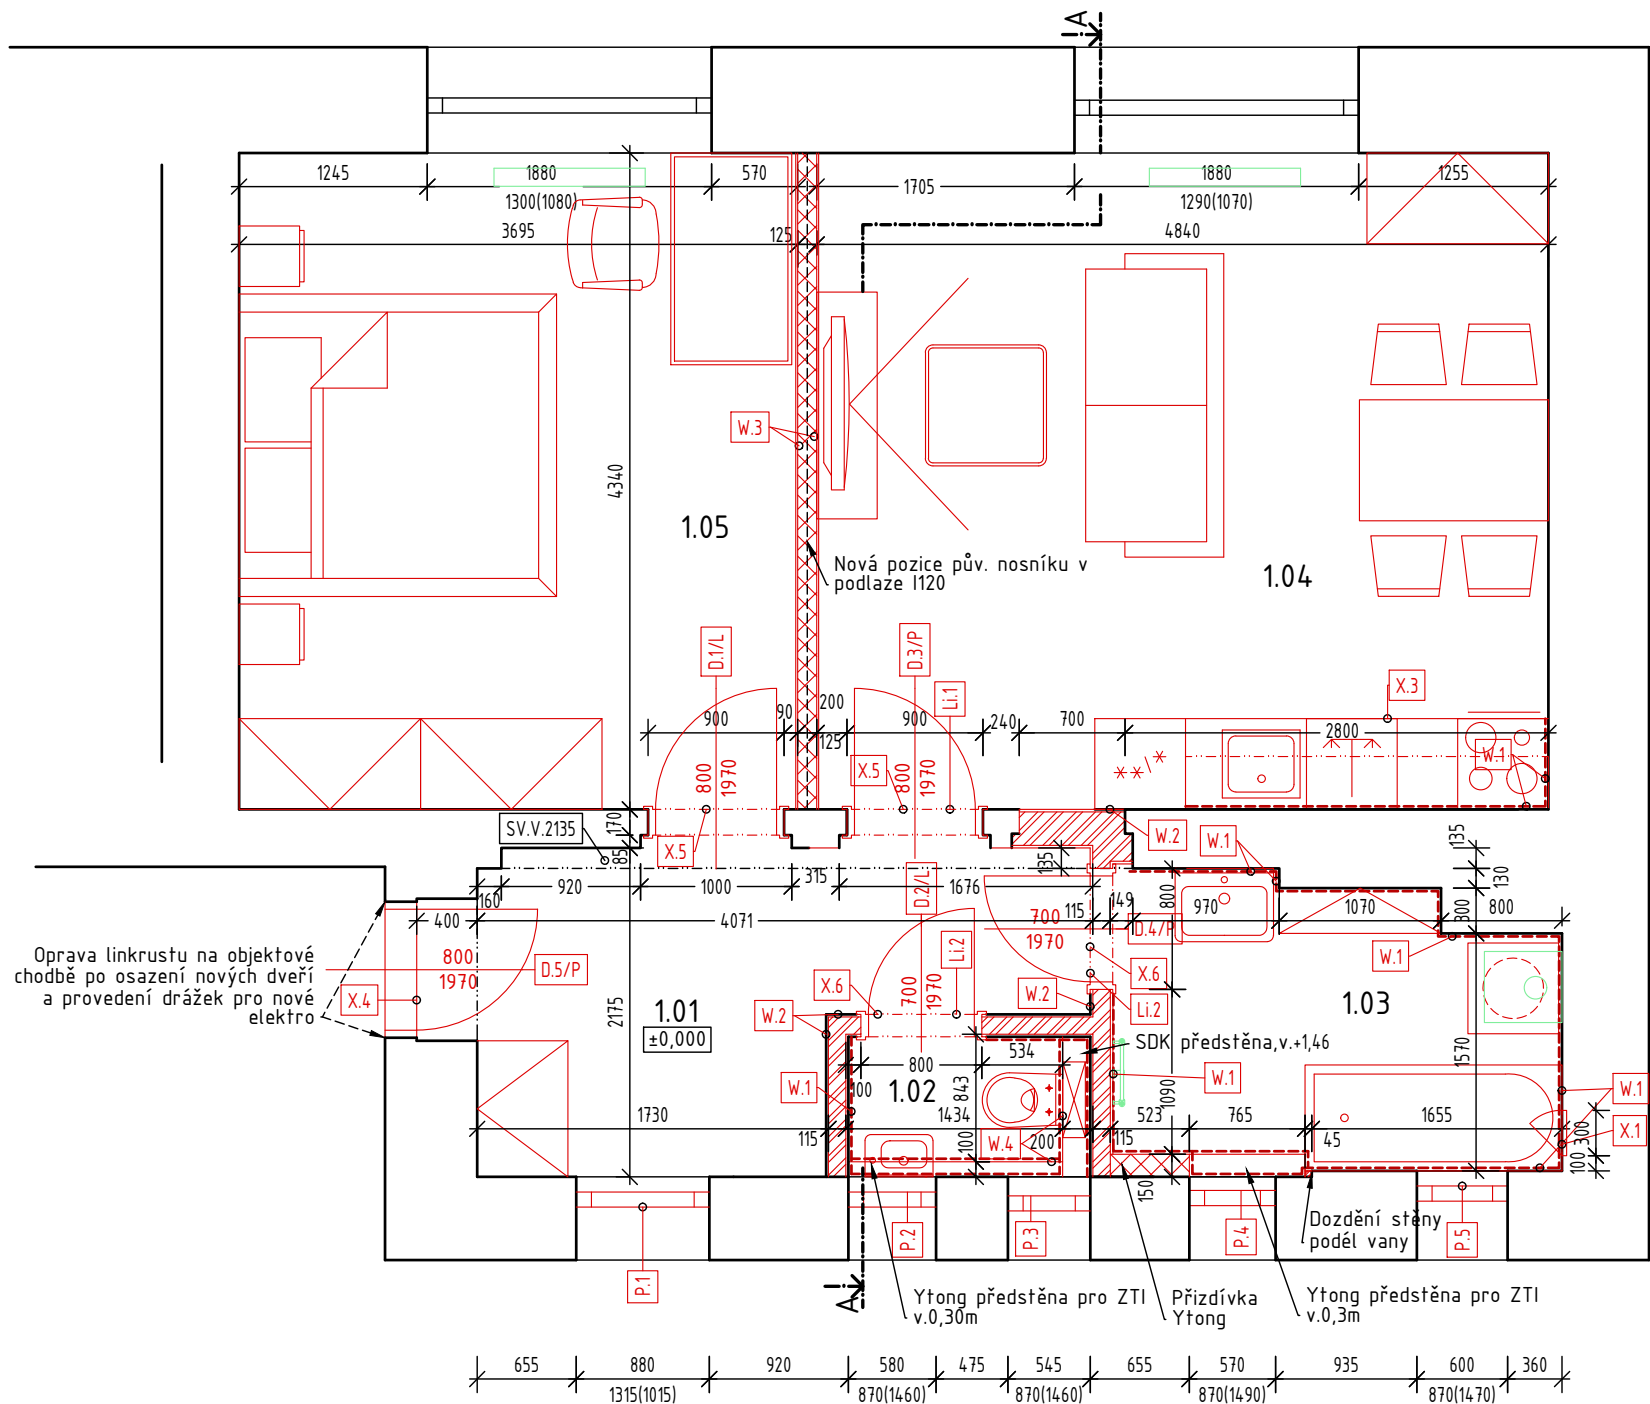 A
1245
1880
1300(1080)
570
1705
1880
1290(1070)
1255
3695
125
4840
W.3
4340
1.05
Nová pozice pův. nosníku v
podlaze I120
1.04
D.1/L
D.3/P
Li.1
X.3
900
90
200
125
900
240
700
2800
W.1
X.5
800
1970
X.5
800
1970
SV.V.2135
170
85
W.2
W.1
135
135
130
300
160
920
1000
315
D.2/L
1676
115
149
800
970
1070
800
400
4071
700
1970
D.4/P
W.1
Oprava linkrustu na objektové
chodbě po osazení nových dveří
a provedení drážek pro nové
elektro
800
1970
D.5/P
X.4
Li.2
X.6
X.6
700
1970
W.2
Li.2
1.03
2175
1.01
±0,000
W.2
SDK předstěna,v.+1,46
534
800
100
1.02
843
W.1
W.1
1090
1570
W.1
1730
115
1434
W.4
200
100
115
523
765
45
1655
X.1
300
100
150
Dozdění stěny
podél vany
P.1
P.2
P.3
P.4
P.5
A
Ytong předstěna pro ZTI
v.0,30m
Přizdívka
Ytong
Ytong předstěna pro ZTI
v.0,3m
655
880
920
580
475
545
655
570
935
600
360
1315(1015)
870(1460)
870(1460)
870(1490)
870(1470)